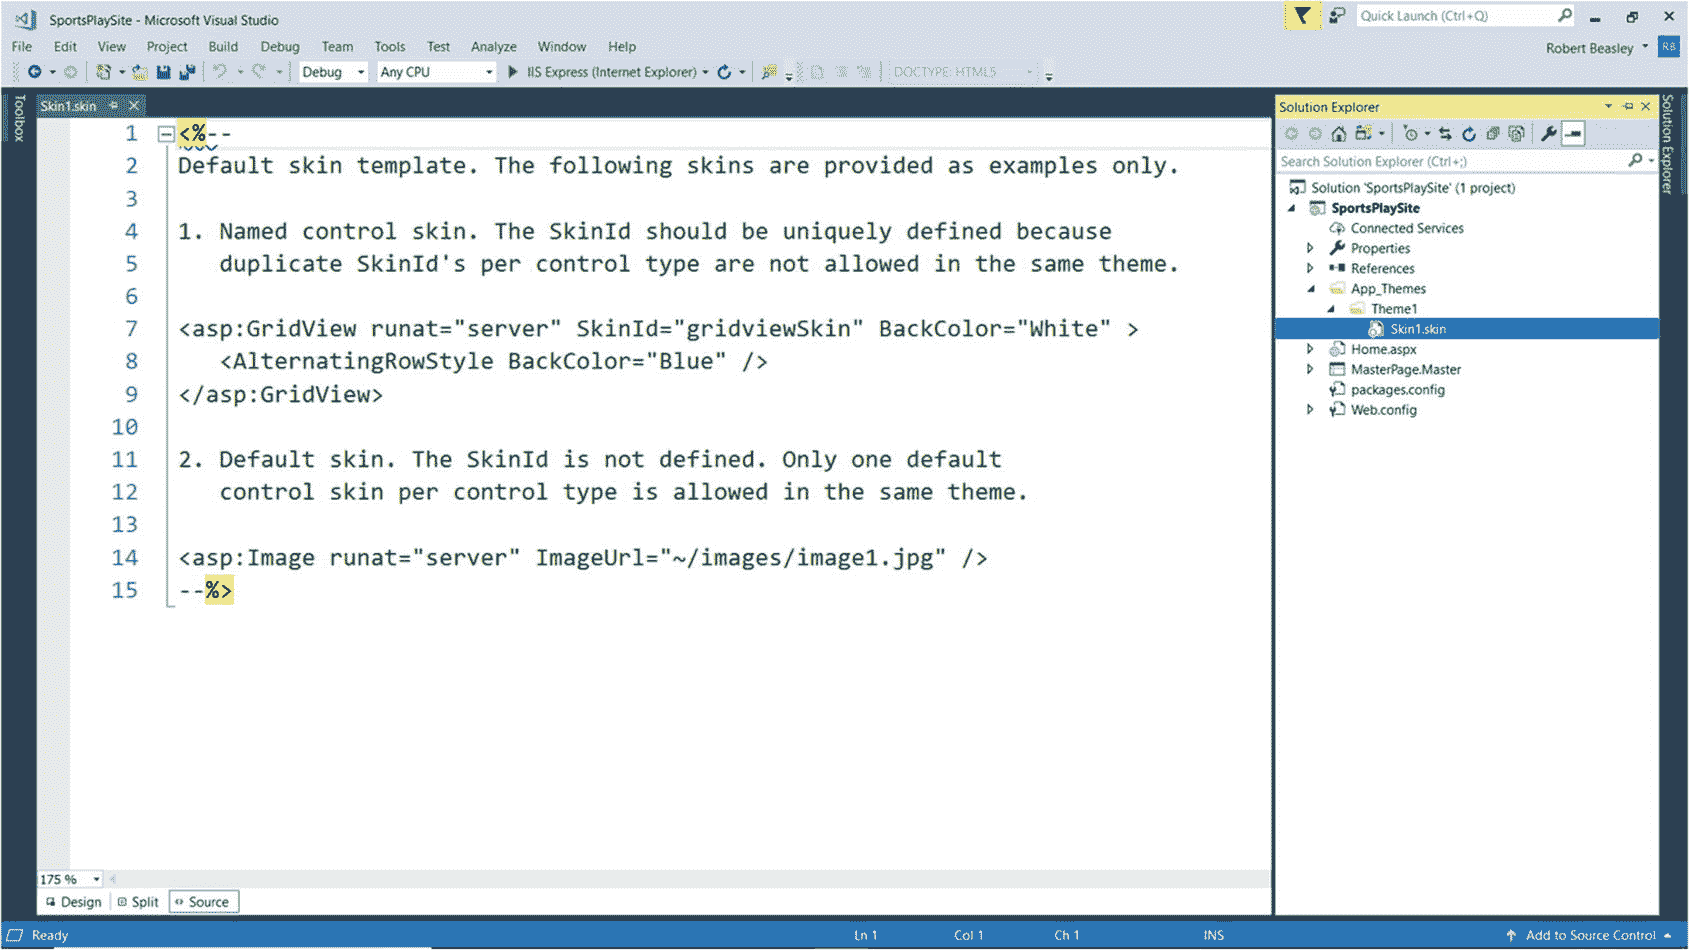 SportsPlaySite - Microsoft Visual Studio
Quick Launch (Ctrl+Q)
File Edit View Project Build Debug Team Tools Test Analyze Window Help
Robert Beasley
RB
Debug
Any CPU
IIS Express (Internet Explorer)
DOCTYPE: HTML5
Toolbox
Skin1.skin
1 <%--
2 Default skin template. The following skins are provided as examples only.
3
4 1. Named control skin. The SkinId should be uniquely defined because
5 duplicate SkinId's per control type are not allowed in the same theme.
6
7 <asp:GridView runat="server" SkinId="gridviewSkin" BackColor="White" >
8 <AlternatingRowStyle BackColor="Blue" />
9 </asp:GridView>
10
11 2. Default skin. The SkinId is not defined. Only one default
12 control skin per control type is allowed in the same theme.
13
14 <asp:Image runat="server" ImageUrl="~/images/image1.jpg" />
15 --%>
175 %
Design Split Source
Solution Explorer
Search Solution Explorer (Ctrl+;)
Solution 'SportsPlaySite' (1 project)
SportsPlaySite
Connected Services
Properties
References
App_Themes
Theme1
Skin1.skin
Home.aspx
MasterPage.Master
packages.config
Web.config
Solution Explorer
Ready
Ln 1
Col 1
Ch 1
INS
Add to Source Control